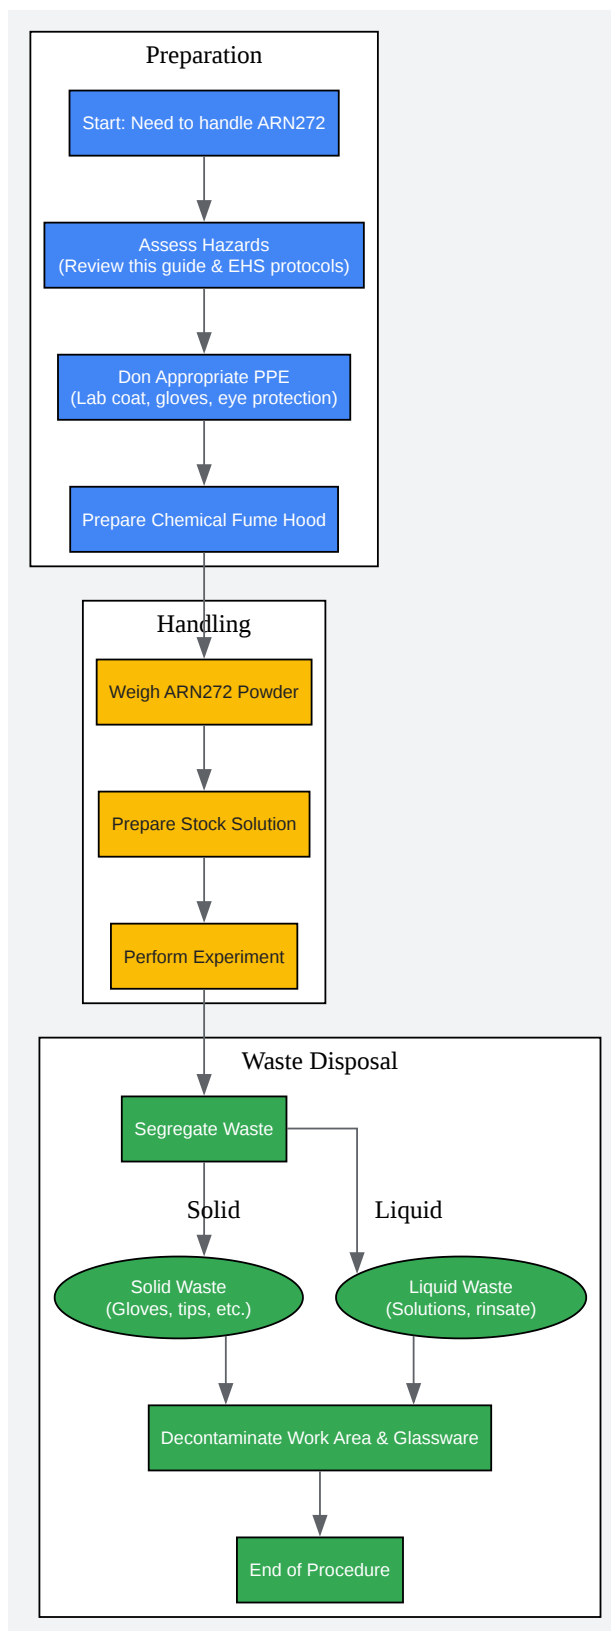 Preparation
Start: Need to handle ARN272
Assess Hazards
(Review this guide & EHS protocols)
Don Appropriate PPE
(Lab coat, gloves, eye protection)
Prepare Chemical Fume Hood
Handling
Weigh ARN272 Powder
Prepare Stock Solution
Perform Experiment
Waste Disposal
Segregate Waste
Solid
Liquid
Solid Waste
(Gloves, tips, etc.)
Liquid Waste
(Solutions, rinsate)
Decontaminate Work Area & Glassware
End of Procedure